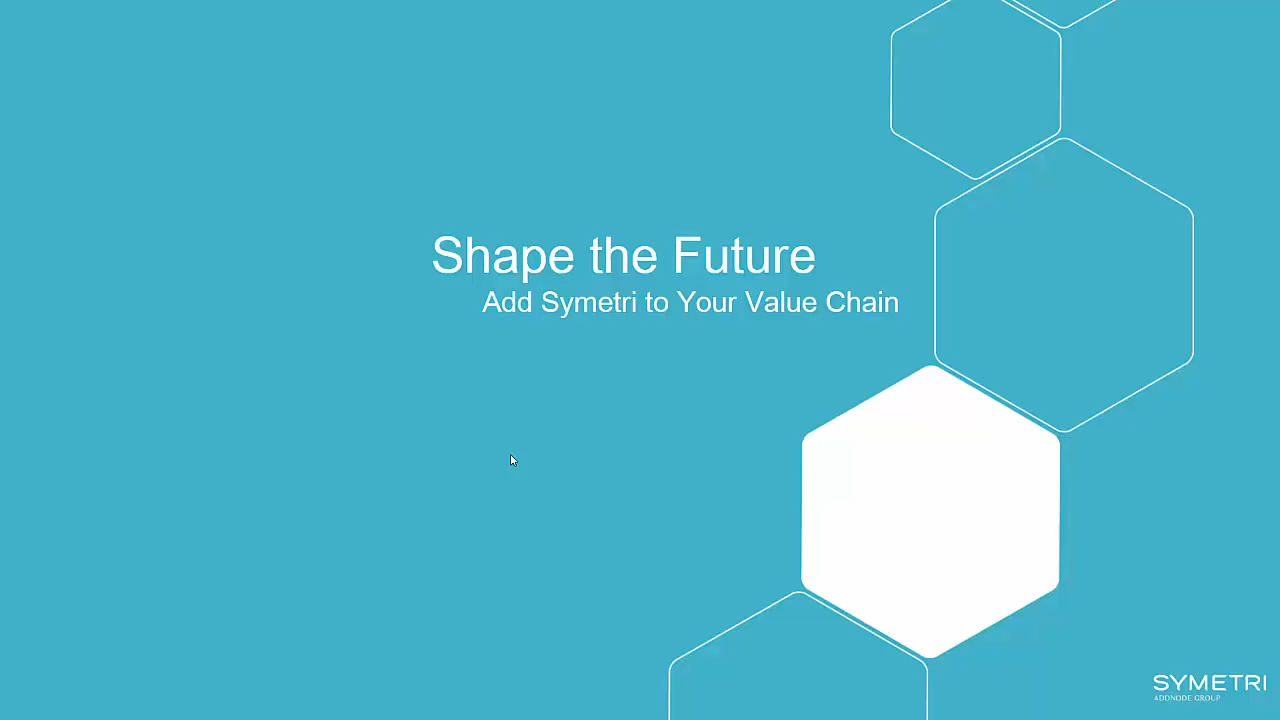 Shape the Future
Add Symetri to Your Value Chain
SYMETRI
ADDNODE GROUP